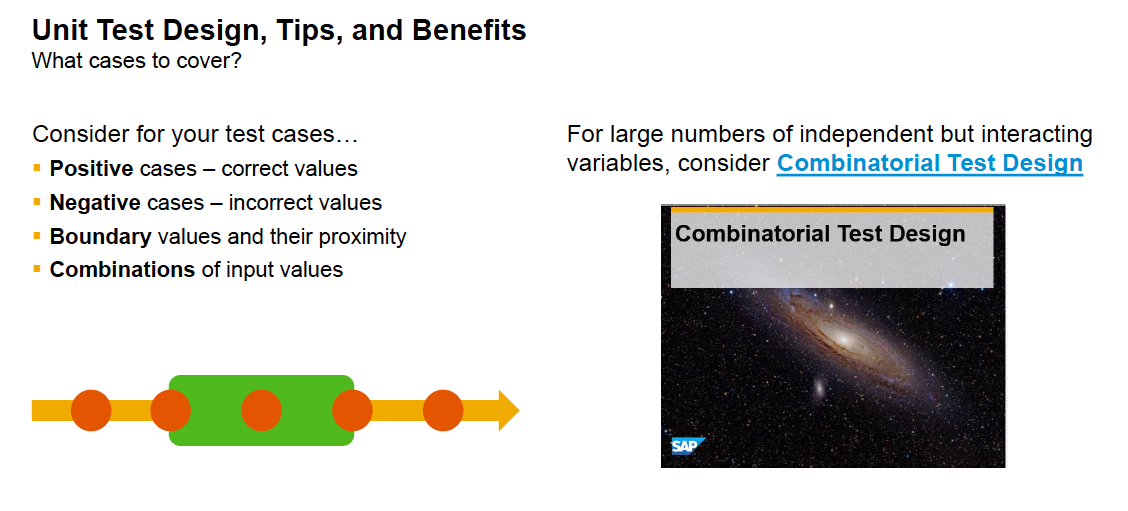 Unit Test Design, Tips, and Benefits
What cases to cover?
Consider for your test cases…
Positive cases – correct values
Negative cases – incorrect values
Boundary values and their proximity
Combinations of input values
For large numbers of independent but interacting
variables, consider Combinatorial Test Design
Combinatorial Test Design
SAP